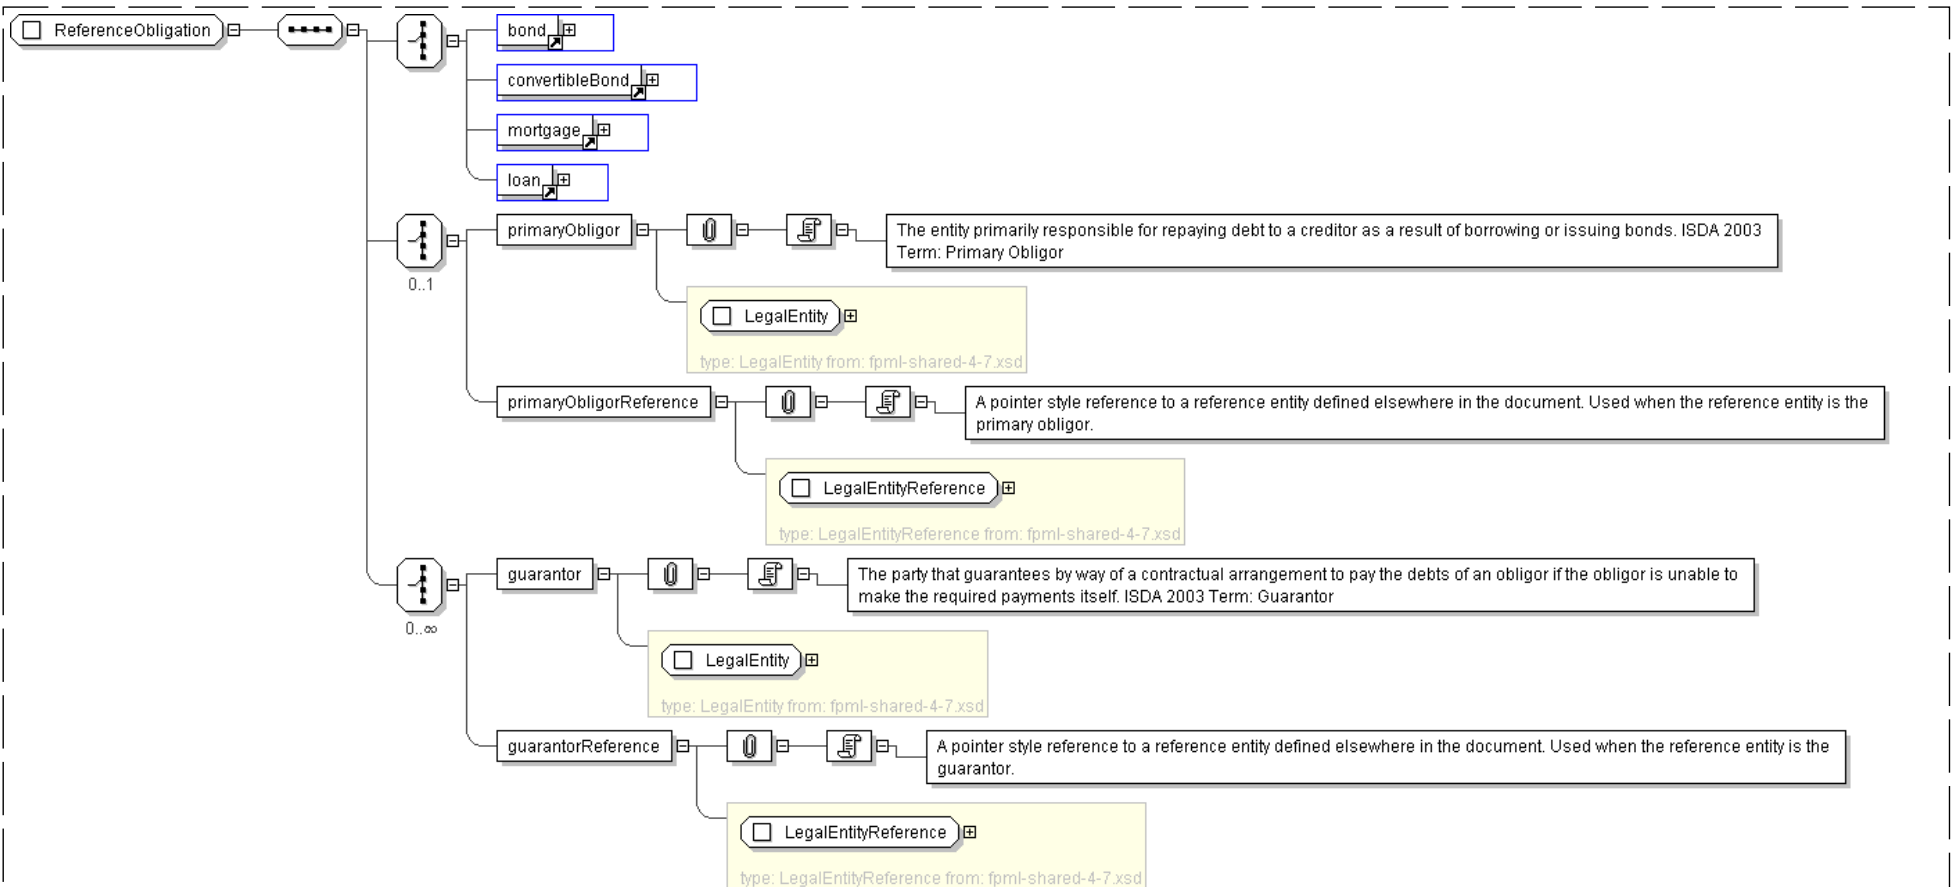 ReferenceObligation
bond
convertibleBond
mortgage
loan
primaryObligor
The entity primarily responsible for repaying debt to a creditor as a result of borrowing or issuing bonds. ISDA 2003
Term: Primary Obligor
0..1
LegalEntity
type: LegalEntity from: fpml-shared-4-7.xsd
primaryObligorReference
A pointer style reference to a reference entity defined elsewhere in the document. Used when the reference entity is the
primary obligor.
LegalEntityReference
type: LegalEntityReference from: fpml-shared-4-7.xsd
guarantor
The party that guarantees by way of a contractual arrangement to pay the debts of an obligor if the obligor is unable to
make the required payments itself. ISDA 2003 Term: Guarantor
0..∞
LegalEntity
type: LegalEntity from: fpml-shared-4-7.xsd
guarantorReference
A pointer style reference to a reference entity defined elsewhere in the document. Used when the reference entity is the
guarantor.
LegalEntityReference
type: LegalEntityReference from: fpml-shared-4-7.xsd